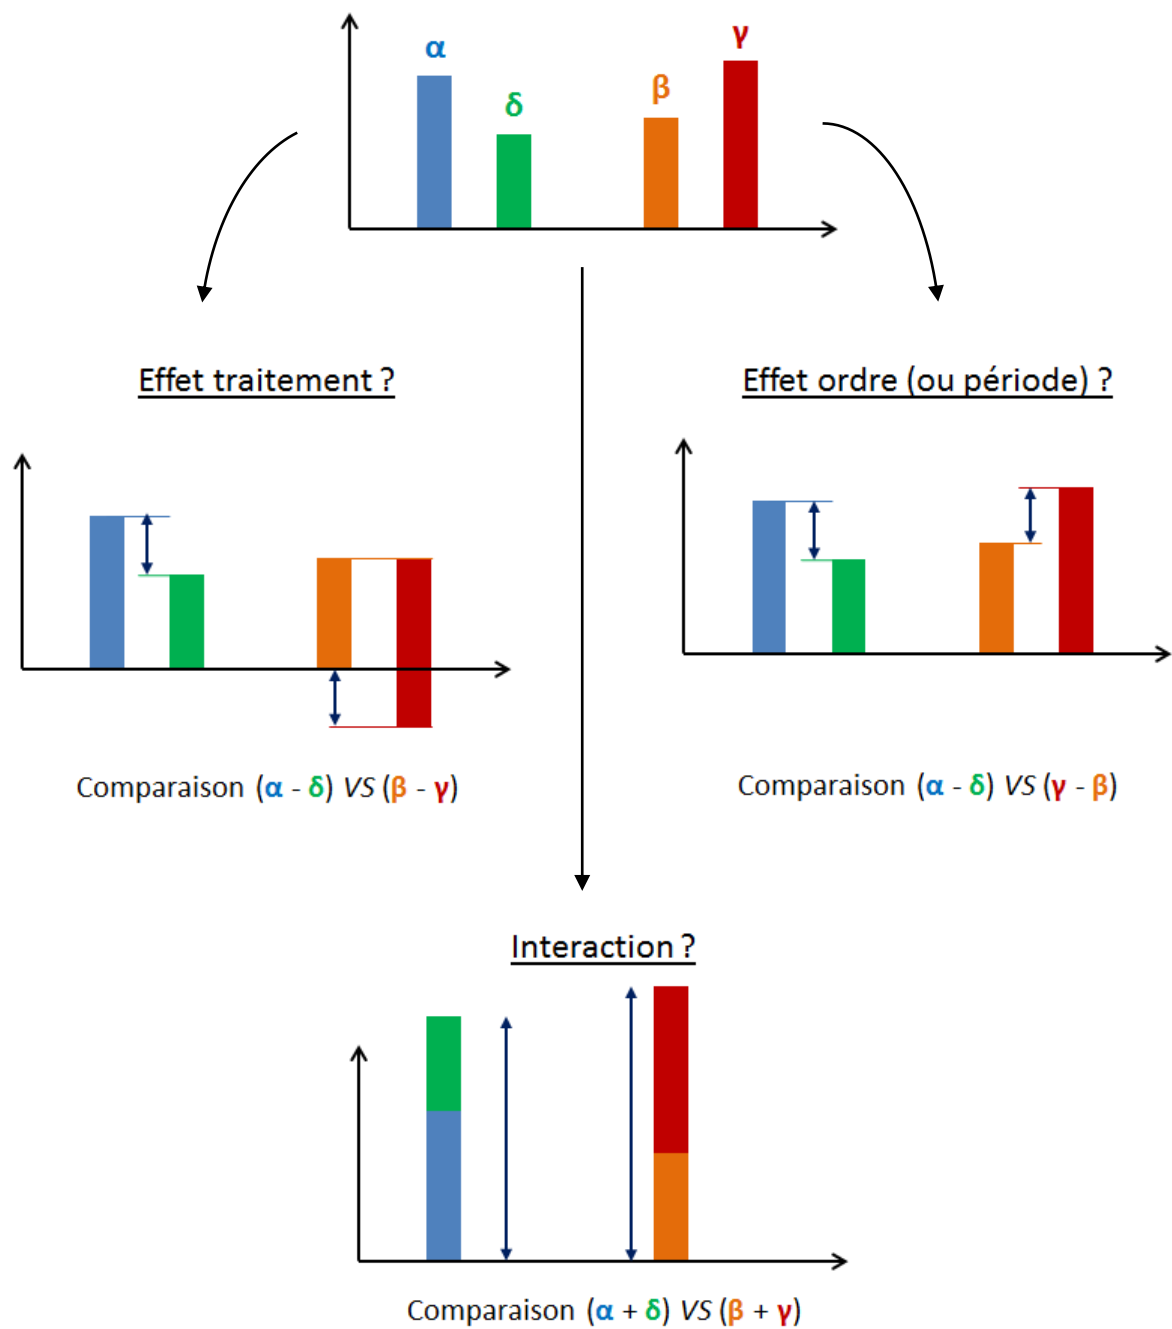 α
δ
β
γ
Effet traitement ?
Effet ordre (ou période) ?
Comparaison (α - δ) VS (β - γ)
Comparaison (α - δ) VS (γ - β)
Interaction ?
Comparaison (α + δ) VS (β + γ)